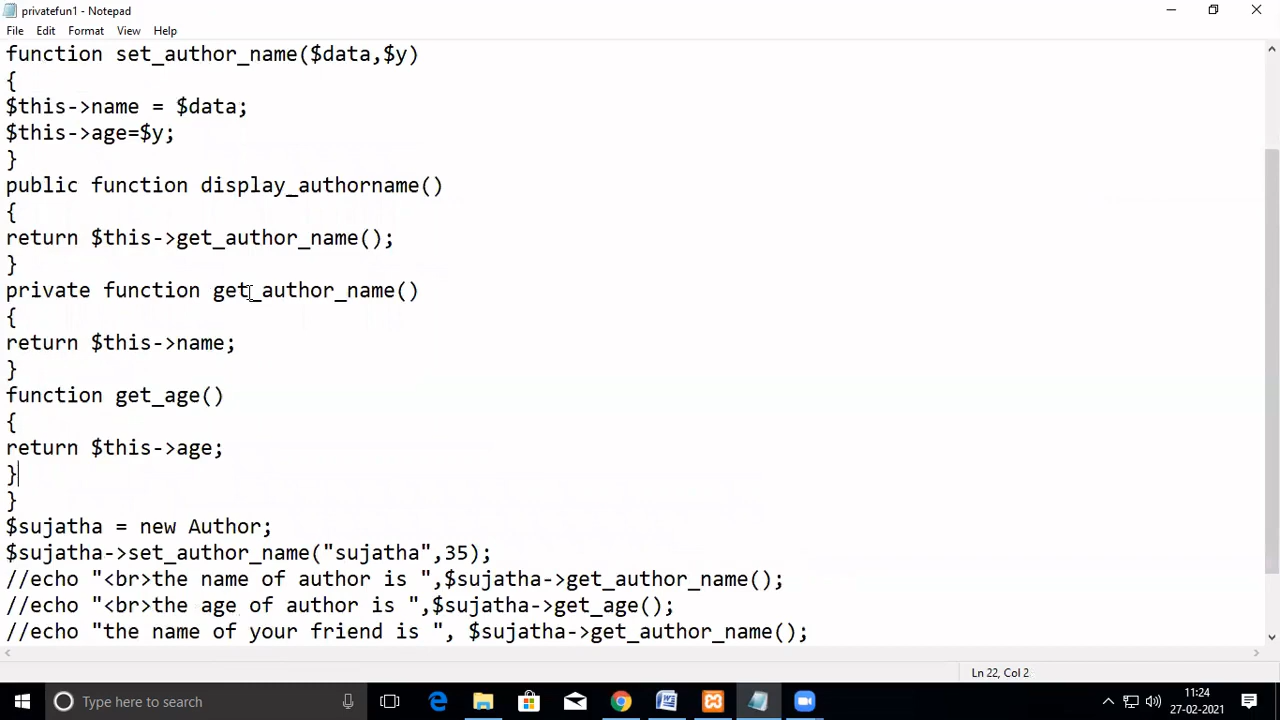 privatefun1 - Notepad
File Edit Format View Help
function set_author_name($data,$y)
{
$this->name = $data;
$this->age=$y;
}
public function display_authorname()
{
return $this->get_author_name();
}
private function get_author_name()
{
return $this->name;
}
function get_age()
{
return $this->age;
}
}
$sujatha = new Author;
$sujatha->set_author_name("sujatha",35);
//echo "<br>the name of author is ",$sujatha->get_author_name();
//echo "<br>the age of author is ",$sujatha->get_age();
//echo "the name of your friend is ", $sujatha->get_author_name();
Ln 22, Col 2
Type here to search
11:24
27-02-2021